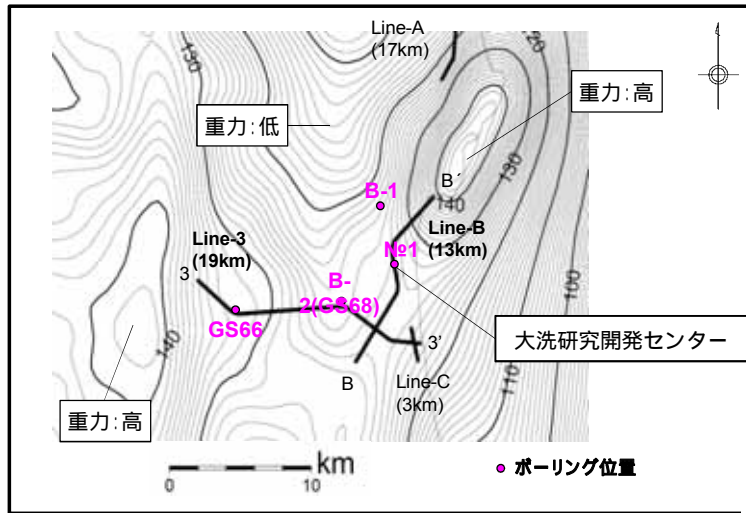 Line-A
(17km)
120
130
重力:高
重力:低
B-1
B´
140
130
Line-3
(19km)
Line-B
(13km)
№1
3
100
B-
2(GS68)
GS66
大洗研究開発センター
140
3'
110
B
Line-C
(3km)
重力:高
km
0
10
ボーリング位置